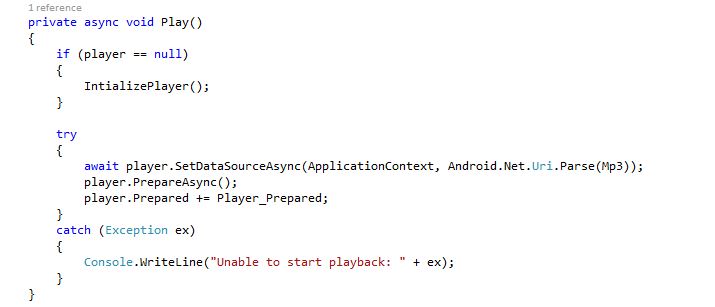 1 reference
private async void Play()
{
    if (player == null)
    {
        IntializePlayer();
    }

    try
    {
        await player.SetDataSourceAsync(ApplicationContext, Android.Net.Uri.Parse(Mp3));
        player.PrepareAsync();
        player.Prepared += Player_Prepared;
    }
    catch (Exception ex)
    {
        Console.WriteLine("Unable to start playback: " + ex);
    }
}